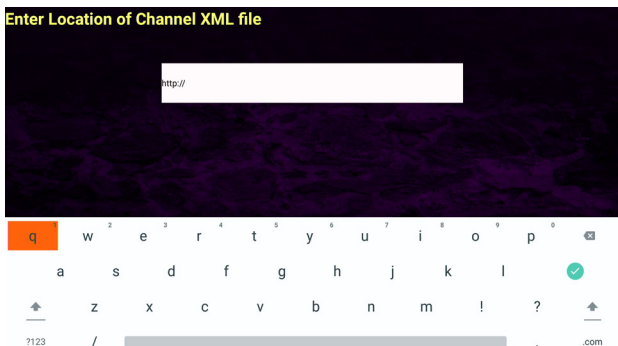 Enter Location of Channel XML file
http://
q 1 w 2 e 3 r 4 t 5 y 6 u 7 i 8 o 9 p 0
a s d f g h j k l
z x c v b n m ! ?
?123 / . .com